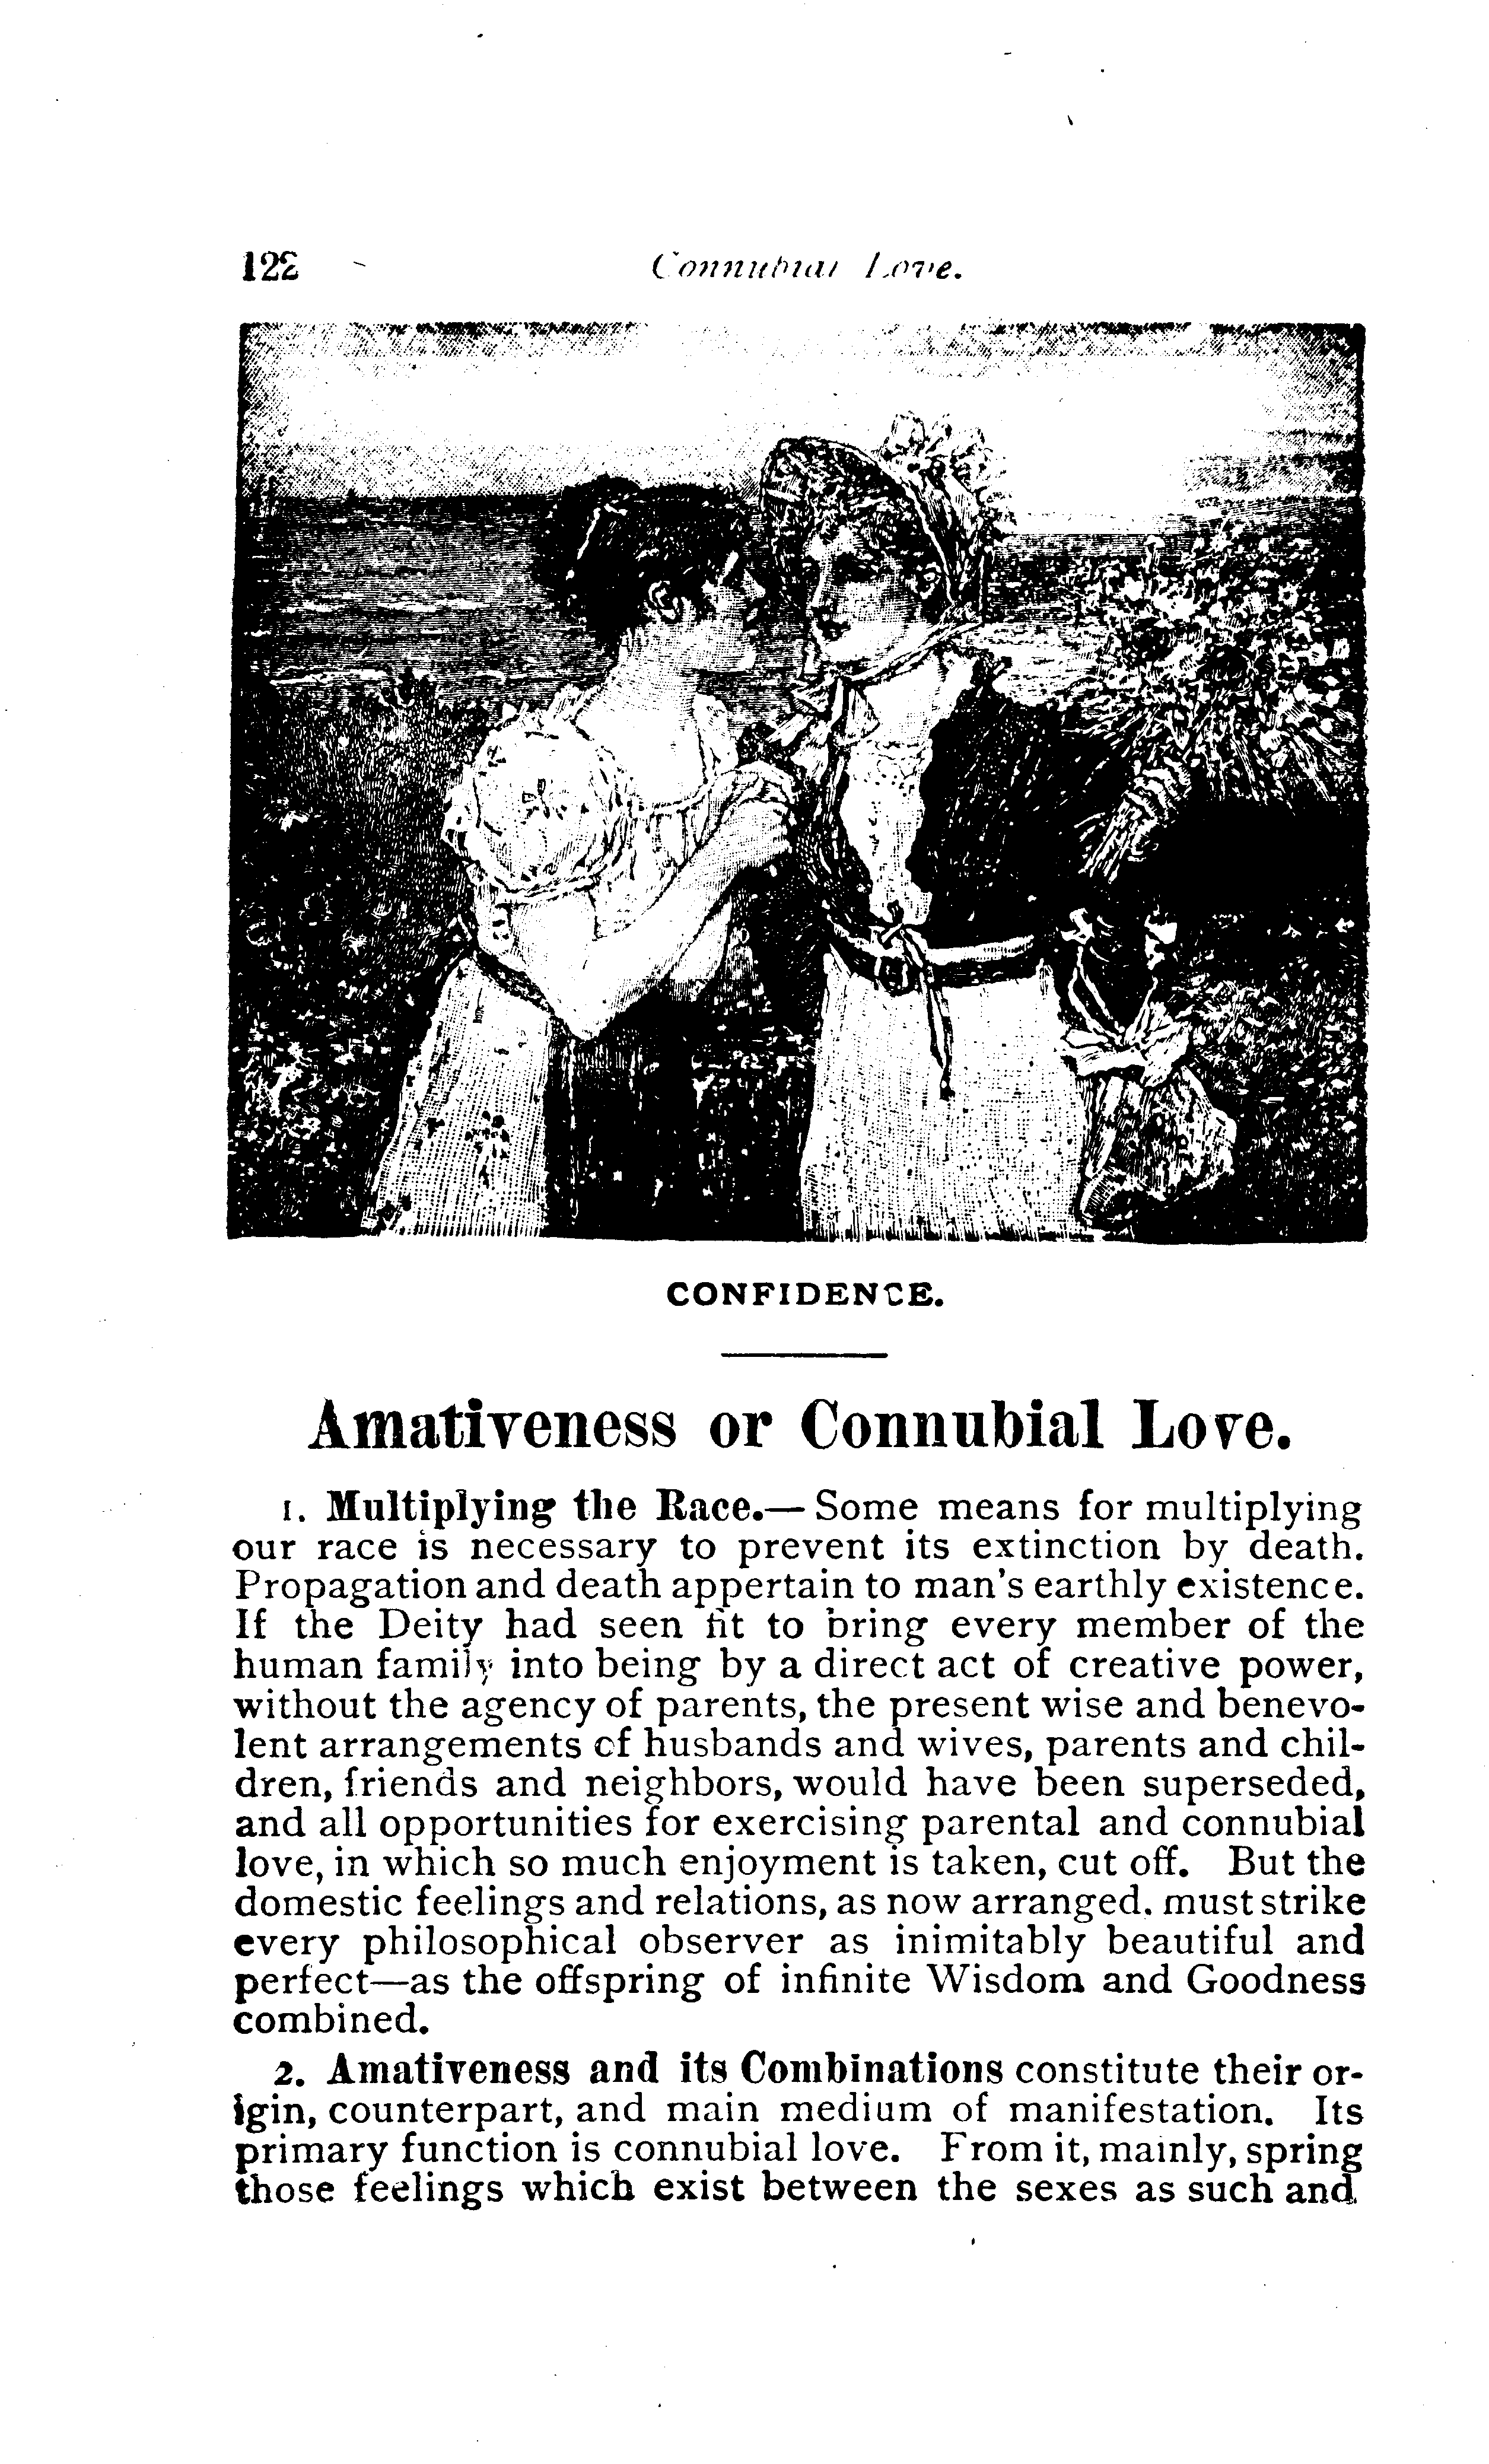 122 Connubial Love.
CONFIDENCE.
Amativeness or Connubial Love.
1. Multiplying the Race.— Some means for multiplying
our race is necessary to prevent its extinction by death.
Propagation and death appertain to man's earthly existence.
If the Deity had seen fit to bring every member of the
human family into being by a direct act of creative power,
without the agency of parents, the present wise and benevo-
lent arrangements of husbands and wives, parents and chil-
dren, friends and neighbors, would have been superseded,
and all opportunities for exercising parental and connubial
love, in which so much enjoyment is taken, cut off. But the
domestic feelings and relations, as now arranged. must strike
every philosophical observer as inimitably beautiful and
perfect—as the offspring of infinite Wisdom and Goodness
combined.
2. Amativeness and its Combinations constitute their or-
igin, counterpart, and main medium of manifestation. Its
primary function is connubial love. From it, mainly, spring
those feelings which exist between the sexes as such and